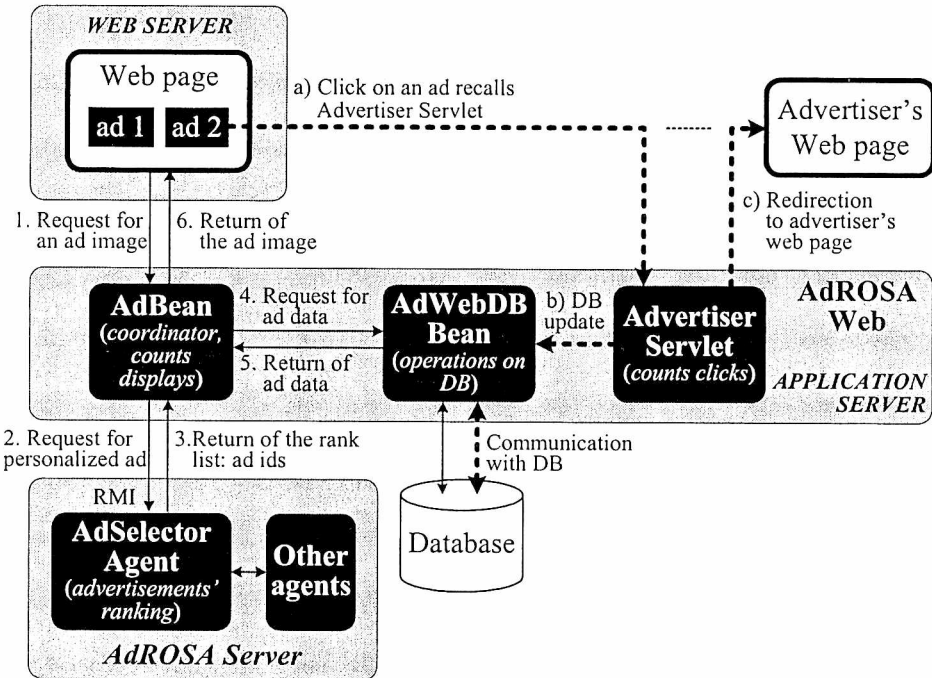 WEB SERVER
Web page
ad 1
ad 2
a) Click on an ad recalls
Advertiser Servlet
Advertiser's
Web page
1. Request for
an ad image
6. Return of
the ad image
c) Redirection
to advertiser's
web page
AdBean
(coordinator,
counts
displays)
4. Request for
ad data
5. Return of
ad data
AdWebDB
Bean
(operations on
DB)
b) DB
update
Advertiser
Servlet
(counts clicks)
AdROSA
Web
APPLICATION
SERVER
2. Request for
personalized ad
3.Return of the rank
list: ad ids
Communication
with DB
RMI
AdSelector
Agent
(advertisements'
ranking)
Other
agents
Database
AdROSA Server